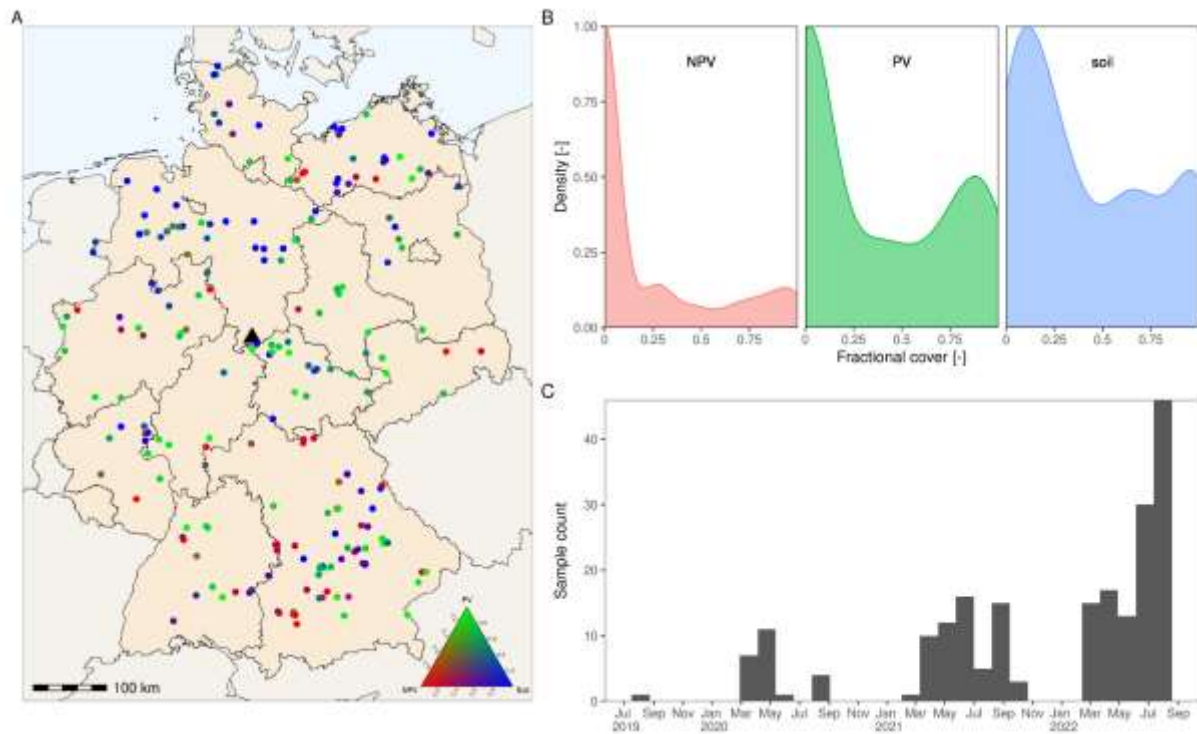 A
PV
NPV
Soil
100 km
B
NPV
PV
soil
1.00
0.75
0.50
0.25
0.00
Density [-]
0.25 0.5 0.75
0.25 0.5 0.75
0.25 0.5 0.75
Fractional cover [-]
C
Sample count
40
30
20
10
0
Jul Sep Nov Jan Mar May Jul Sep Nov Jan Mar May Jul Sep Nov Jan Mar May Jul Sep
2019 2020 2021 2022